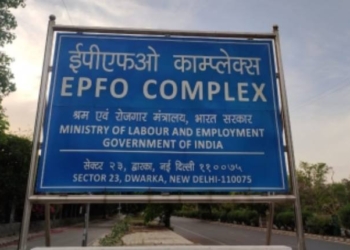 ईपीएफओ काम्प्लेक्स
EPFO COMPLEX
श्रम एवं रोजगार मंत्रालय, भारत सरकार
MINISTRY OF LABOUR AND EMPLOYMENT
GOVERNMENT OF INDIA
सेक्टर २३, द्वारका, नई दिल्ली ११००७५
SECTOR 23, DWARKA, NEW DELHI-110075